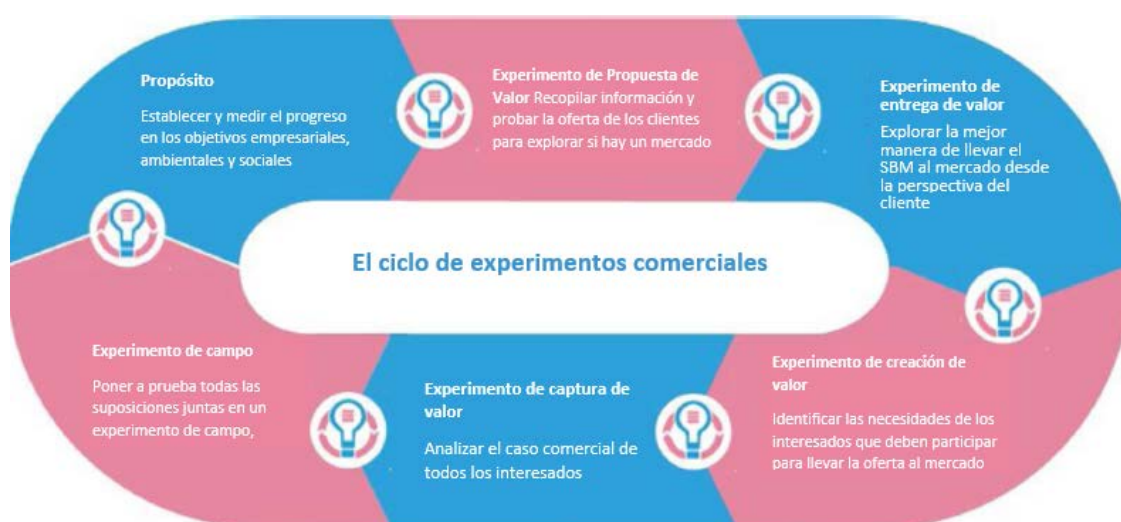 Propósito
Establecer y medir el progreso
en los objetivos empresariales,
ambientales y sociales
Experimento de Propuesta de
Valor Recopilar información y
probar la oferta de los clientes
para explorar si hay un mercado
Experimento de
entrega de valor
Explorar la mejor
manera de llevar el
SBM al mercado desde
la perspectiva del
cliente
El ciclo de experimentos comerciales
Experimento de campo
Poner a prueba todas las
suposiciones juntas en un
experimento de campo,
Experimento de captura de
valor
Analizar el caso comercial de
todos los interesados
Experimento de creación de
valor
Identificar las necesidades de los
interesados que deben participar
para llevar la oferta al mercado